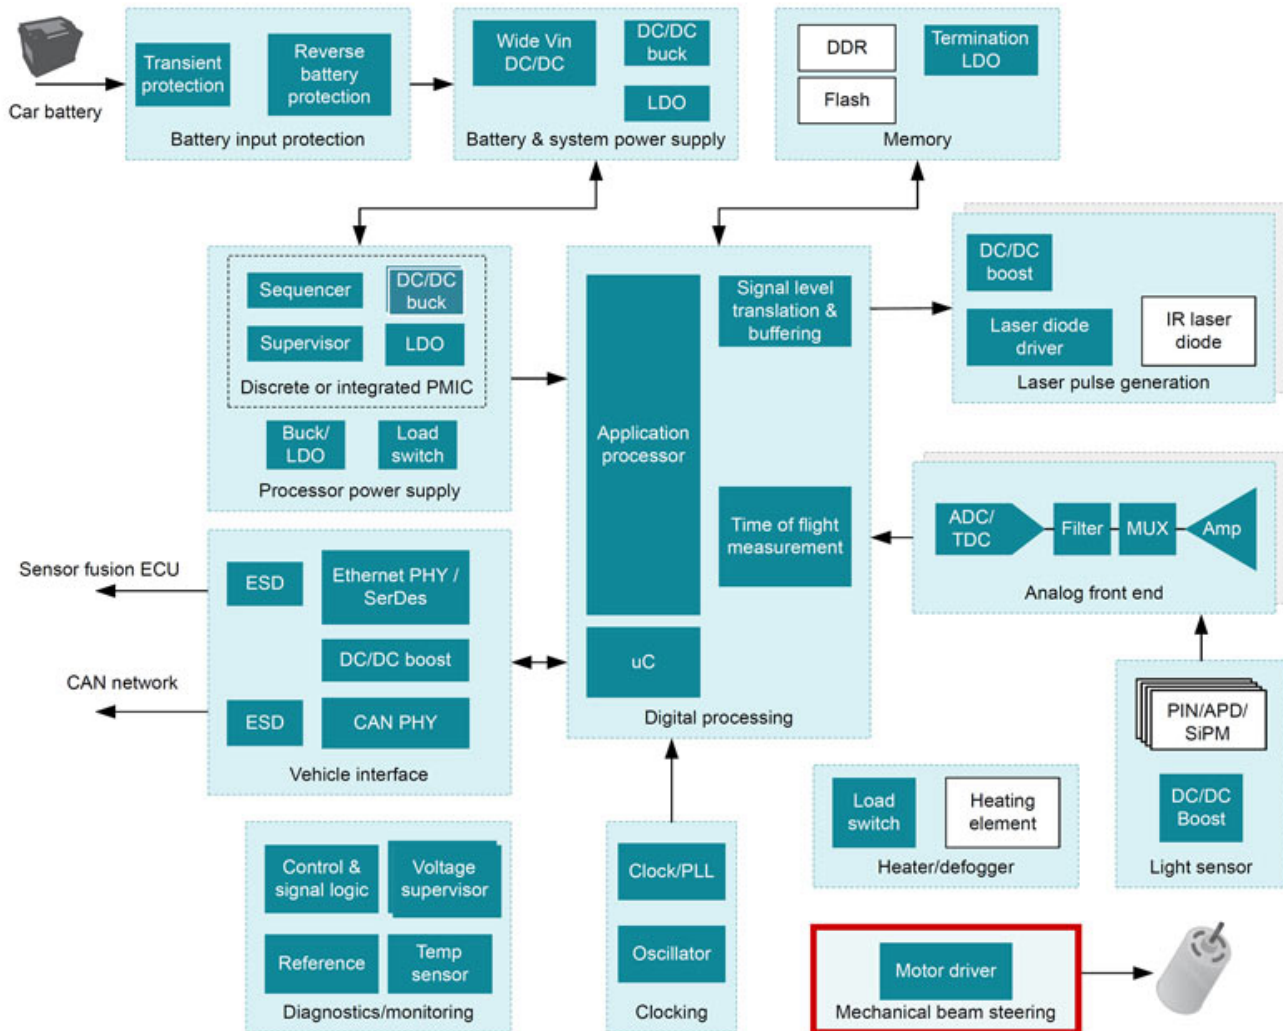 Car battery
Transient
protection
Reverse
battery
protection
Battery input protection
Wide Vin
DC/DC
DC/DC
buck
LDO
Battery & system power supply
DDR
Flash
Termination
LDO
Memory
Sequencer
DC/DC
buck
Supervisor
LDO
Discrete or integrated PMIC
Buck/
LDO
Load
switch
Processor power supply
Application
processor
Signal level
translation &
buffering
Time of flight
measurement
uC
Digital processing
DC/DC
boost
Laser diode
driver
IR laser
diode
Laser pulse generation
ADC/
TDC
Filter
MUX
Amp
Analog front end
Sensor fusion ECU
CAN network
ESD
Ethernet PHY /
SerDes
DC/DC boost
ESD
CAN PHY
Vehicle interface
PIN/APD/
SiPM
DC/DC
Boost
Light sensor
Load
switch
Heating
element
Heater/defogger
Control &
signal logic
Voltage
supervisor
Reference
Temp
sensor
Diagnostics/monitoring
Clock/PLL
Oscillator
Clocking
Motor driver
Mechanical beam steering